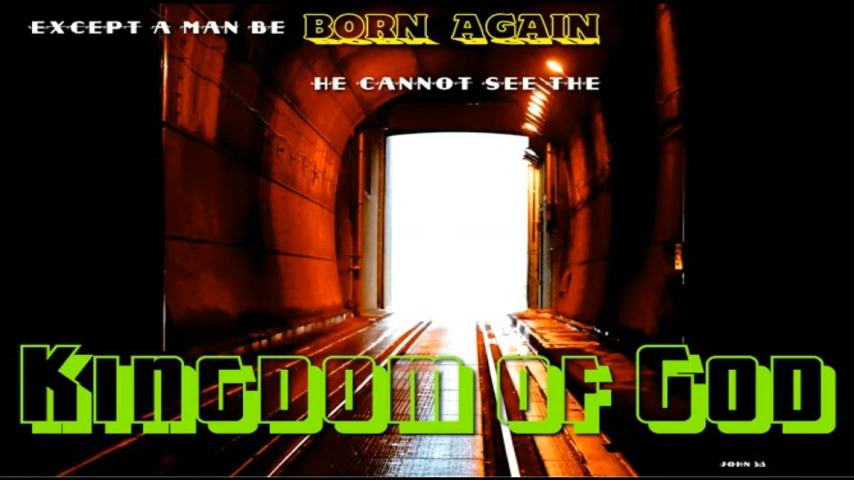 EXCEPT A MAN BE BORN AGAIN
HE CANNOT SEE THE
KINGDOM OF GOD
JOHN 3:3